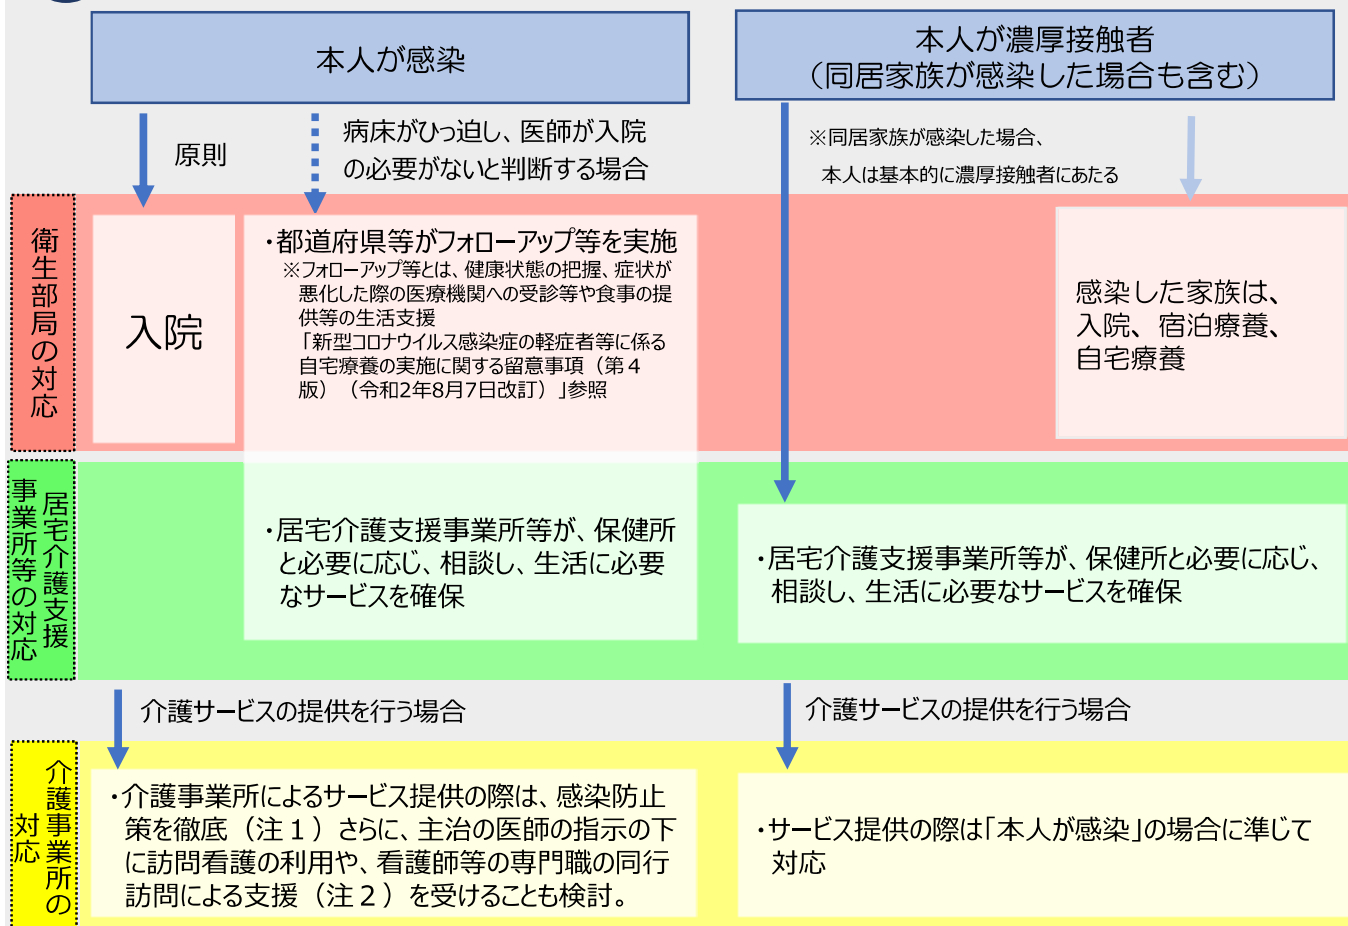 本人が感染
本人が濃厚接触者
（同居家族が感染した場合も含む）
原則
病床がひっ迫し、医師が入院
の必要がないと判断する場合
※同居家族が感染した場合、
本人は基本的に濃厚接触者にあたる
衛生部局の対応
入院
・都道府県等がフォローアップ等を実施
※フォローアップ等とは、健康状態の把握、症状が
悪化した際の医療機関への受診等や食事の提
供等の生活支援
「新型コロナウイルス感染症の軽症者等に係る
自宅療養の実施に関する留意事項（第４
版）（令和2年8月7日改訂）」参照
感染した家族は、
入院、宿泊療養、
自宅療養
居宅介護支援
事業所等の対応
・居宅介護支援事業所等が、保健所
と必要に応じ、相談し、生活に必要
なサービスを確保
・居宅介護支援事業所等が、保健所と必要に応じ、
相談し、生活に必要なサービスを確保
介護サービスの提供を行う場合
介護サービスの提供を行う場合
介護事業所の
対応
・介護事業所によるサービス提供の際は、感染防止
策を徹底（注１）さらに、主治の医師の指示の下
に訪問看護の利用や、看護師等の専門職の同行
訪問による支援（注２）を受けることも検討。
・サービス提供の際は「本人が感染」の場合に準じて
対応